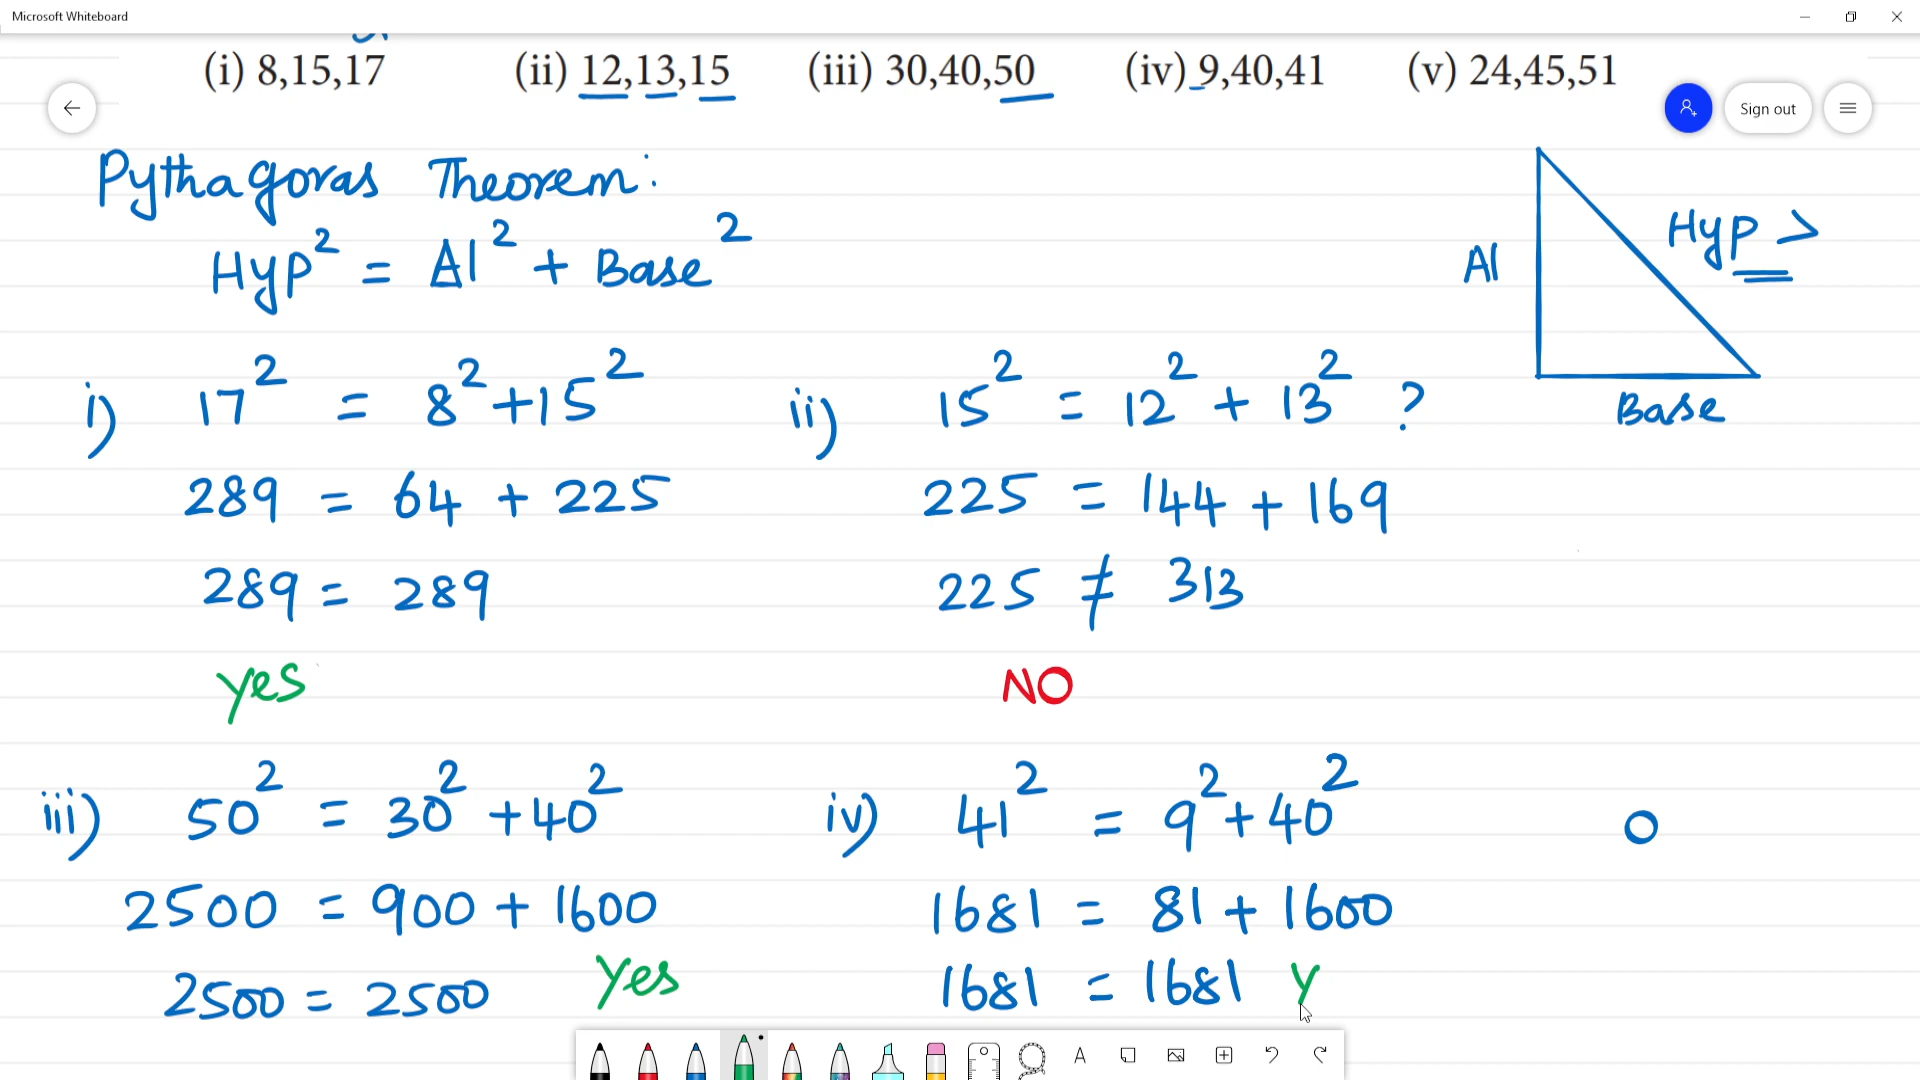 Microsoft Whiteboard
(i) 8,15,17 (ii) 12,13,15 (iii) 30,40,50 (iv) 9,40,41 (v) 24,45,51
Sign out
Pythagoras Theorem:
Hyp² = Al² + Base²
Al
Hyp >
Base
i) 17² = 8² + 15²
289 = 64 + 225
289 = 289
yes
ii) 15² = 12² + 13² ?
225 = 144 + 169
225 ≠ 313
NO
iii) 50² = 30² + 40²
2500 = 900 + 1600
2500 = 2500 Yes
iv) 41² = 9² + 40²
1681 = 81 + 1600
1681 = 1681 Y
0
A